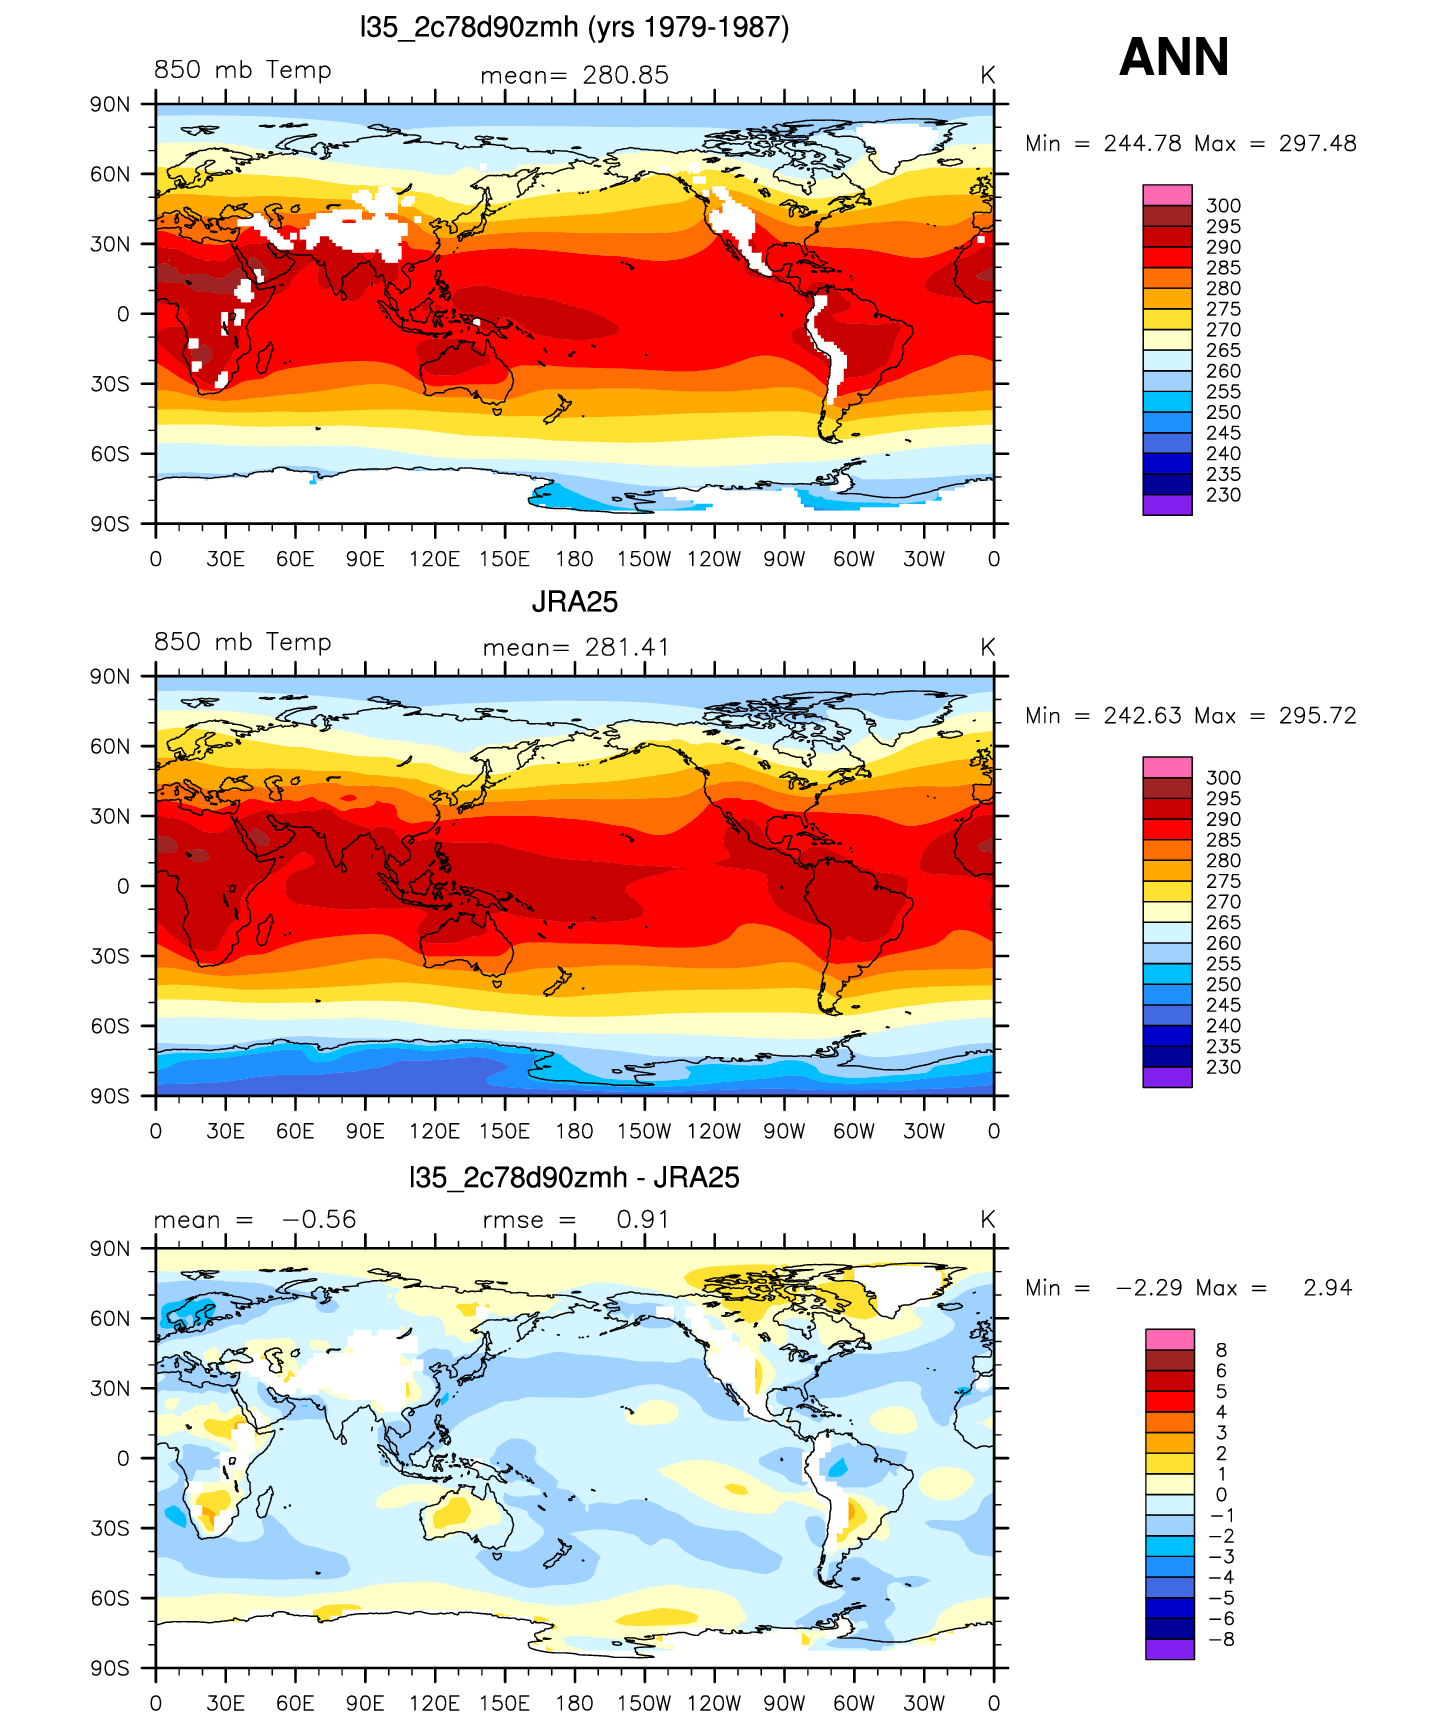 l35_2c78d90zmh (yrs 1979-1987)
ANN
850 mb Temp mean= 280.85 K
Min = 244.78 Max = 297.48
90N
60N
30N
0
30S
60S
90S
0 30E 60E 90E 120E 150E 180 150W 120W 90W 60W 30W 0
300
295
290
285
280
275
270
265
260
255
250
245
240
235
230
JRA25
850 mb Temp mean= 281.41 K
Min = 242.63 Max = 295.72
90N
60N
30N
0
30S
60S
90S
0 30E 60E 90E 120E 150E 180 150W 120W 90W 60W 30W 0
300
295
290
285
280
275
270
265
260
255
250
245
240
235
230
l35_2c78d90zmh - JRA25
mean = −0.56 rmse = 0.91 K
Min = −2.29 Max = 2.94
90N
60N
30N
0
30S
60S
90S
0 30E 60E 90E 120E 150E 180 150W 120W 90W 60W 30W 0
8
6
5
4
3
2
1
0
−1
−2
−3
−4
−5
−6
−8